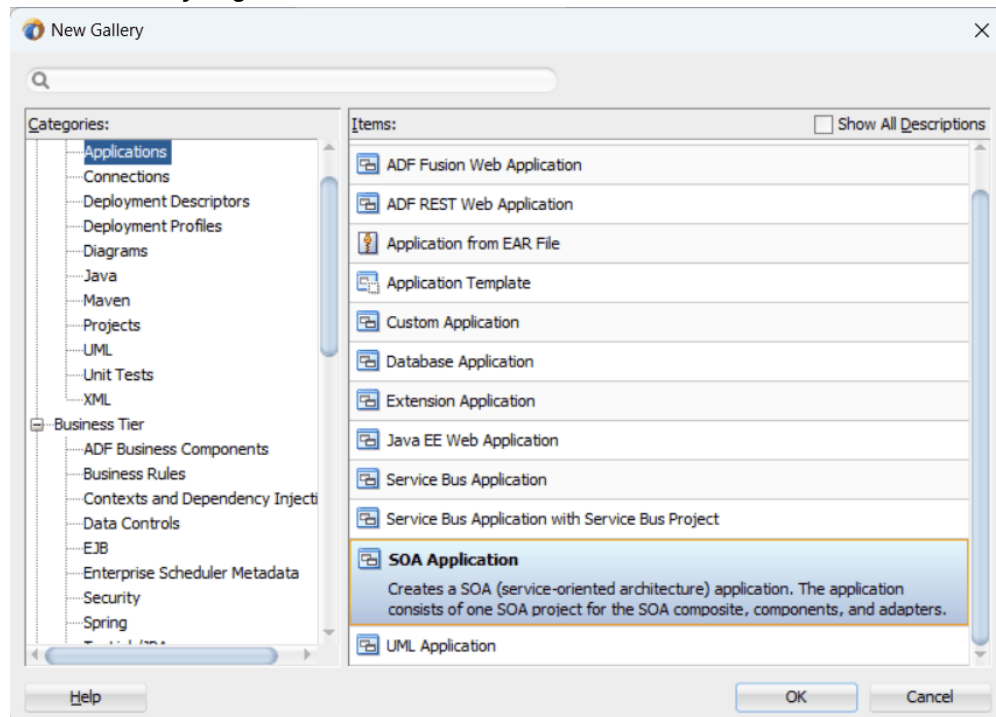 New Gallery
Categories:
Applications
Connections
Deployment Descriptors
Deployment Profiles
Diagrams
Java
Maven
Projects
UML
Unit Tests
XML
Business Tier
ADF Business Components
Business Rules
Contexts and Dependency Injecti
Data Controls
EJB
Enterprise Scheduler Metadata
Security
Spring
Items:
Show All Descriptions
ADF Fusion Web Application
ADF REST Web Application
Application from EAR File
Application Template
Custom Application
Database Application
Extension Application
Java EE Web Application
Service Bus Application
Service Bus Application with Service Bus Project
SOA Application
Creates a SOA (service-oriented architecture) application. The application
consists of one SOA project for the SOA composite, components, and adapters.
UML Application
Help
OK
Cancel